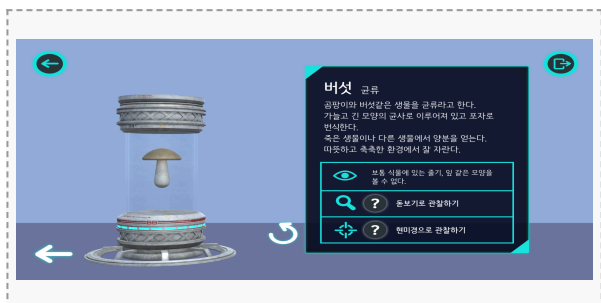 버섯 균류
곰팡이와 버섯같은 생물을 균류라고 한다.
가늘고 긴 모양의 균사로 이루어져 있고 포자로
번식한다.
죽은 생물이나 다른 생물에서 양분을 얻는다.
따뜻하고 축축한 환경에서 잘 자란다.
보통 식물에 있는 줄기, 잎 같은 모양을
볼 수 없다.
? 돋보기로 관찰하기
? 현미경으로 관찰하기